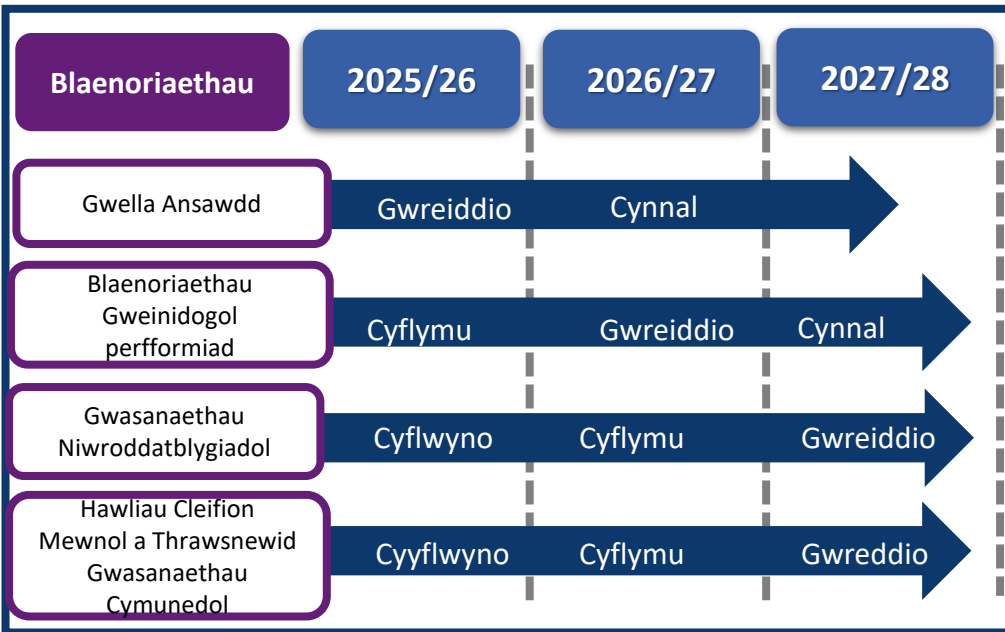 Blaenoriaethau
2025/26
2026/27
2027/28
Gwella Ansawdd
Gwreiddio
Cynnal
Blaenoriaethau
Gweinidogol
perfformiad
Cyflymu
Gwreiddio
Cynnal
Gwasanaethau
Niwroddatblygiadol
Cyflwyno
Cyflymu
Gwreiddio
Hawliau Cleifion
Mewnol a Thrawsnewid
Gwasanaethau
Cymunedol
Cyyflwyno
Cyflymu
Gwreddio